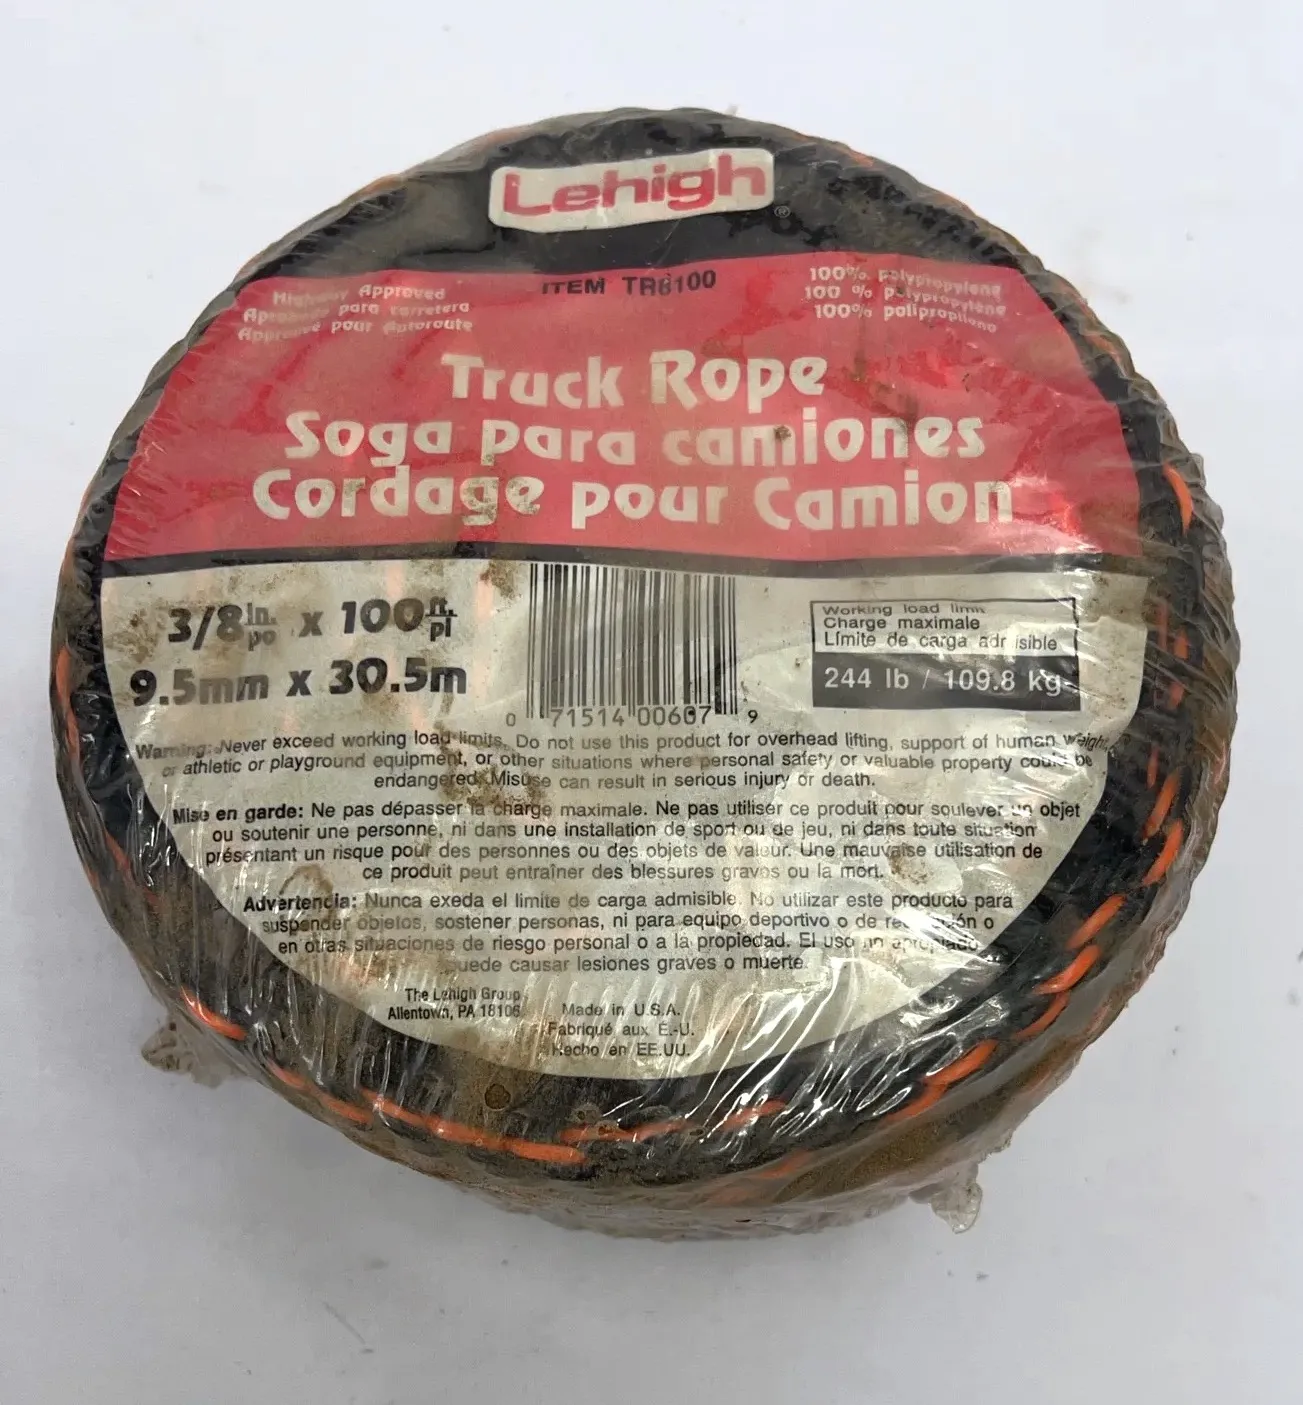 Lehigh
®
ITEM TR6100
Highway Approved
Aprobado para carretera
Approuvé pour Autoroute
100% polypropylene
100 % polypropylène
100% polipropileno
Truck Rope
Soga para camiones
Cordage pour Camion
3/8 in. po x 100 ft. pi
9.5mm x 30.5m
0 71514 00607 9
Working load limit
Charge maximale
Límite de carga admisible
244 lb / 109.8 kg
Warning: Never exceed working load limits. Do not use this product for overhead lifting, support of human weight,
or athletic or playground equipment, or other situations where personal safety or valuable property could be
endangered. Misuse can result in serious injury or death.
Mise en garde: Ne pas dépasser la charge maximale. Ne pas utiliser ce produit pour soulever un objet
ou soutenir une personne, ni dans une installation de sport ou de jeu, ni dans toute situation
présentant un risque pour des personnes ou des objets de valeur. Une mauvaise utilisation de
ce produit peut entraîner des blessures graves ou la mort.
Advertencia: Nunca exeda el limite de carga admisible. No utilizar este producto para
suspender objetos, sostener personas, ni para equipo deportivo o de recreación o
en otras situaciones de riesgo personal o a la propiedad. El uso no apropiado
puede causar lesiones graves o muerte.
The Lehigh Group
Allentown, PA 18106
Made in U.S.A.
Fabriqué aux É.-U.
Hecho en EE.UU.